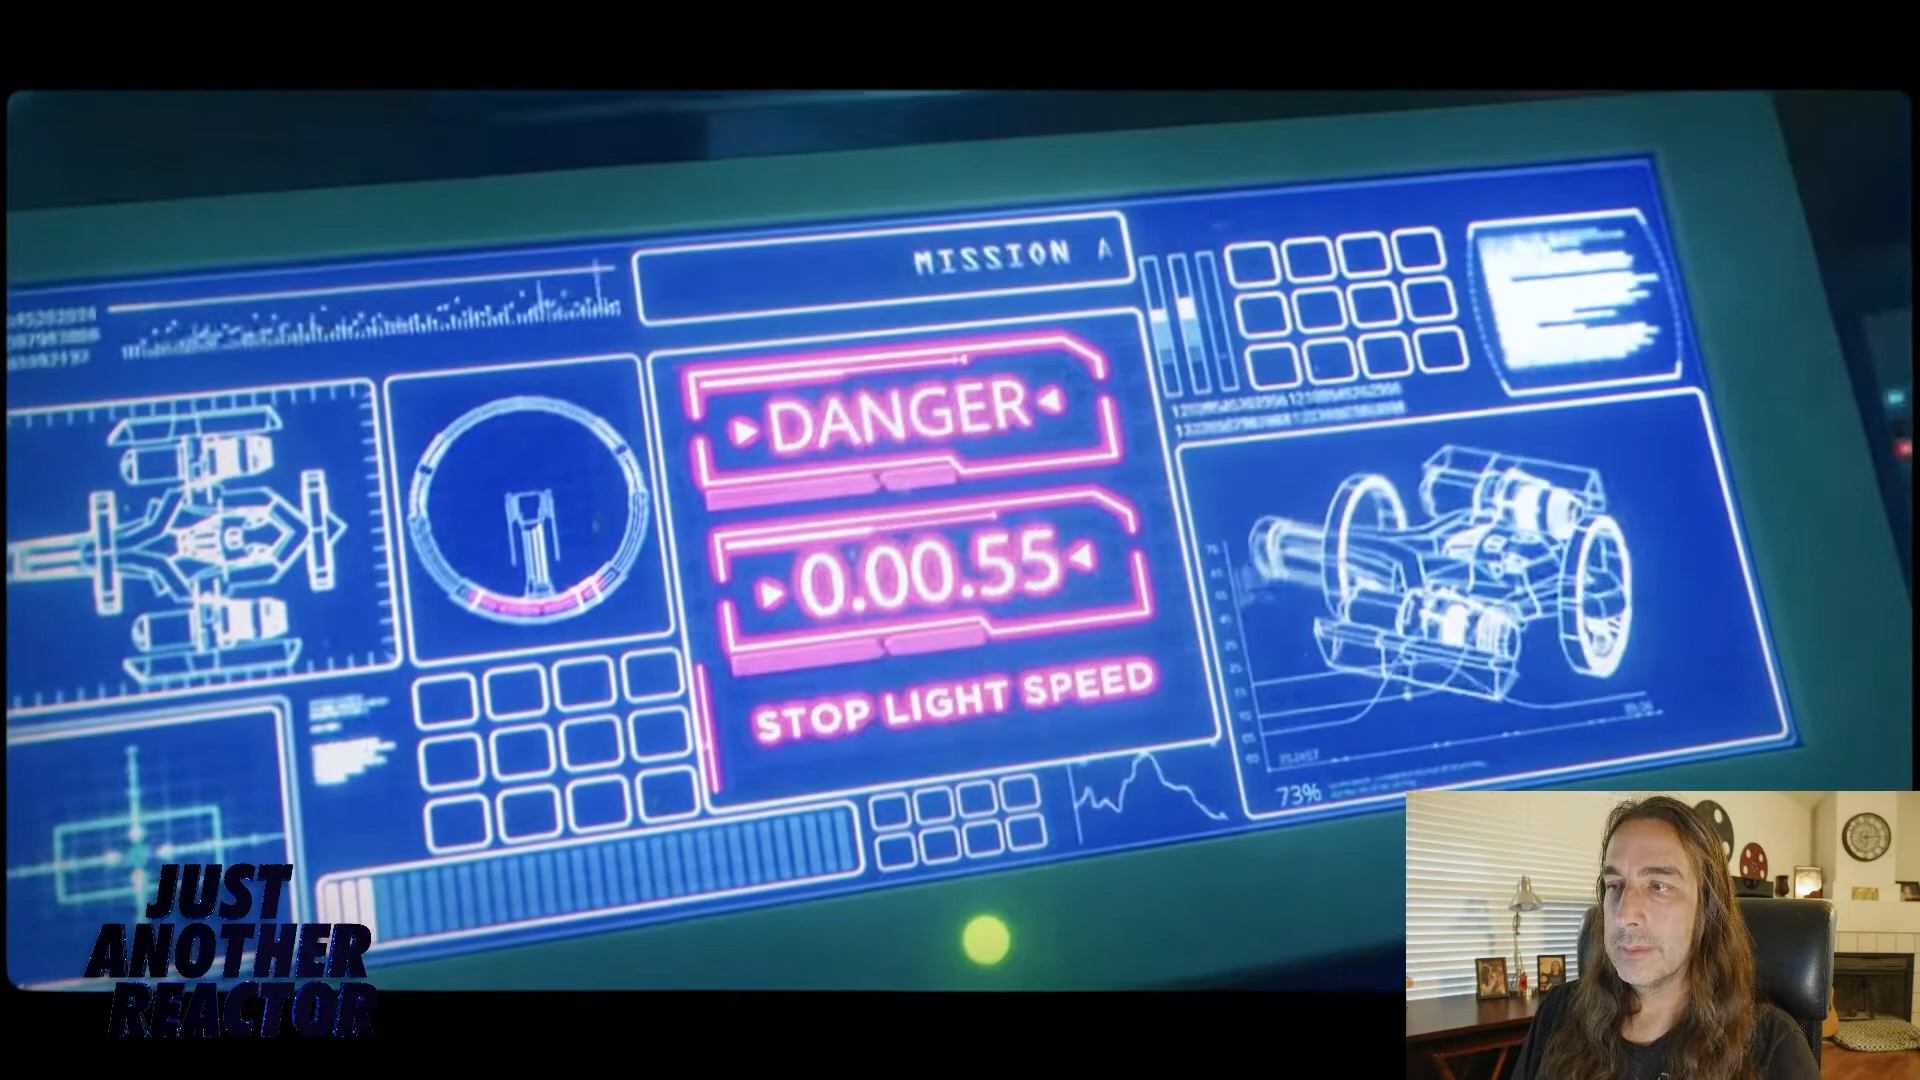 MISSION A
DANGER
0.00.55
STOP LIGHT SPEED
73%
JUST
ANOTHER
REACTOR